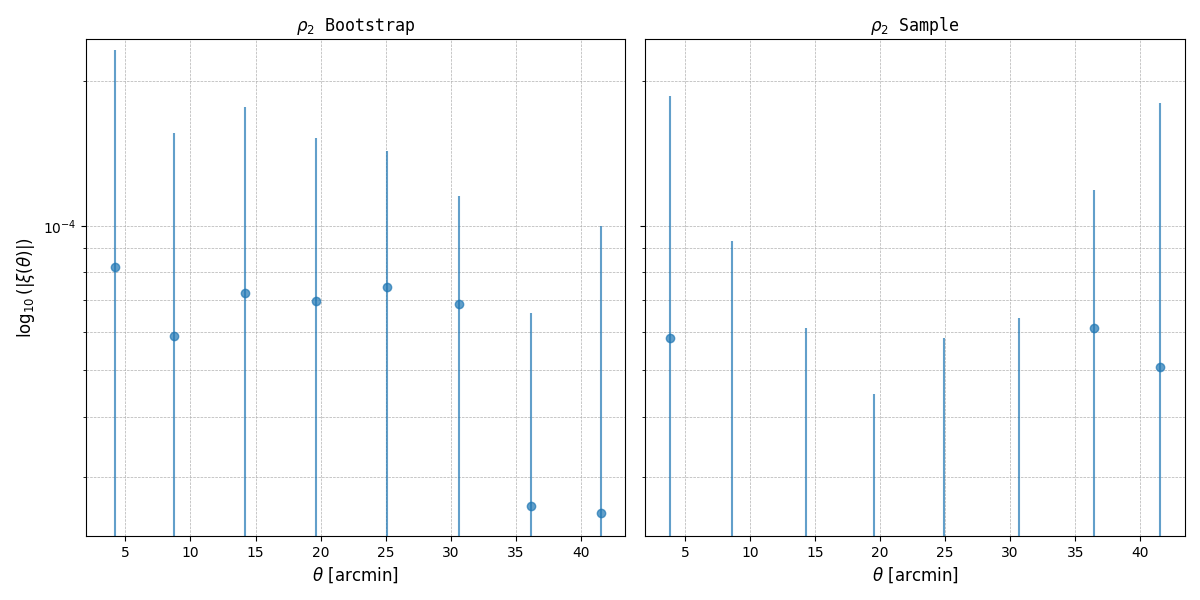 ρ₂ Bootstrap
ρ₂ Sample
log₁₀(|ξ(θ)|)
10⁻⁴
5 10 15 20 25 30 35 40
5 10 15 20 25 30 35 40
θ [arcmin]
θ [arcmin]